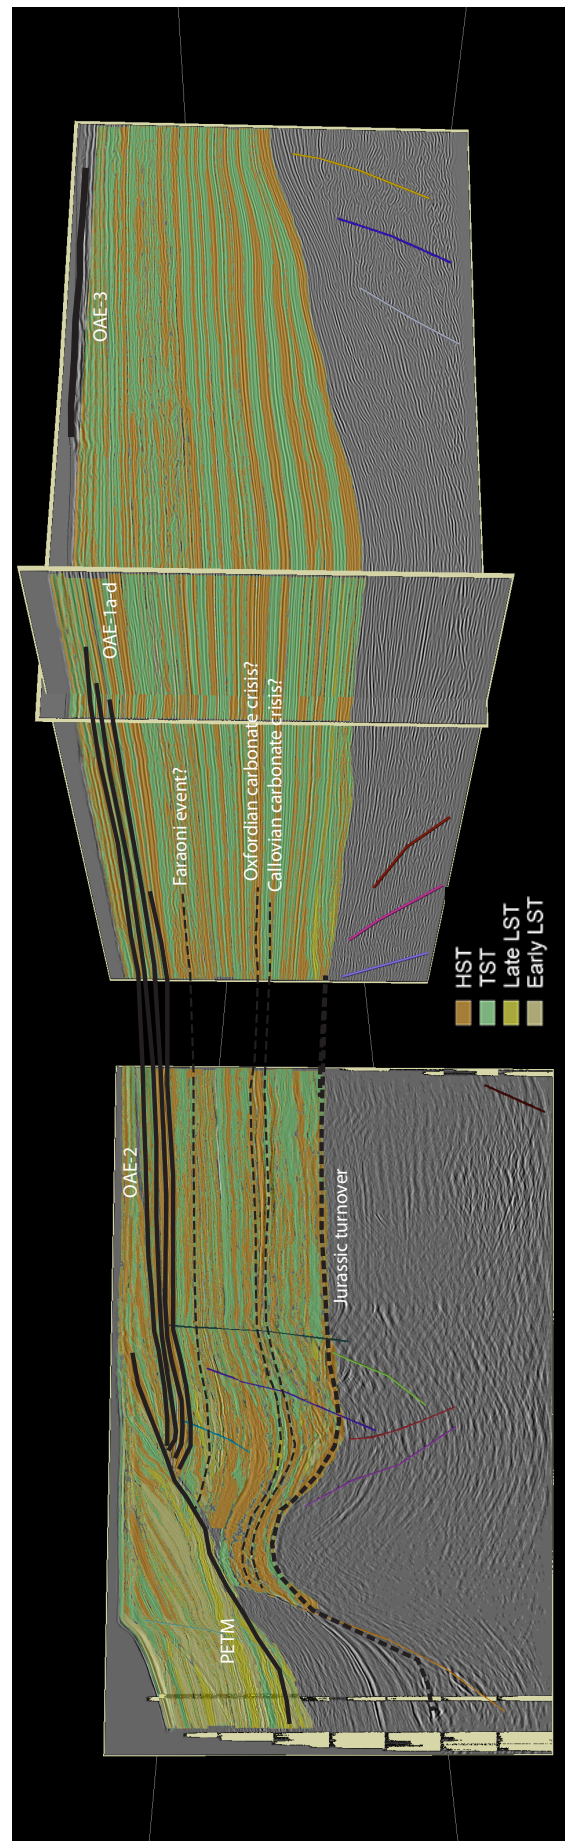 OAE-3
OAE-1a-d
Faraoni event?
Oxfordian carbonate crisis?
Callovian carbonate crisis?
HST
TST
Late LST
Early LST
OAE-2
Jurassic turnover
PETM